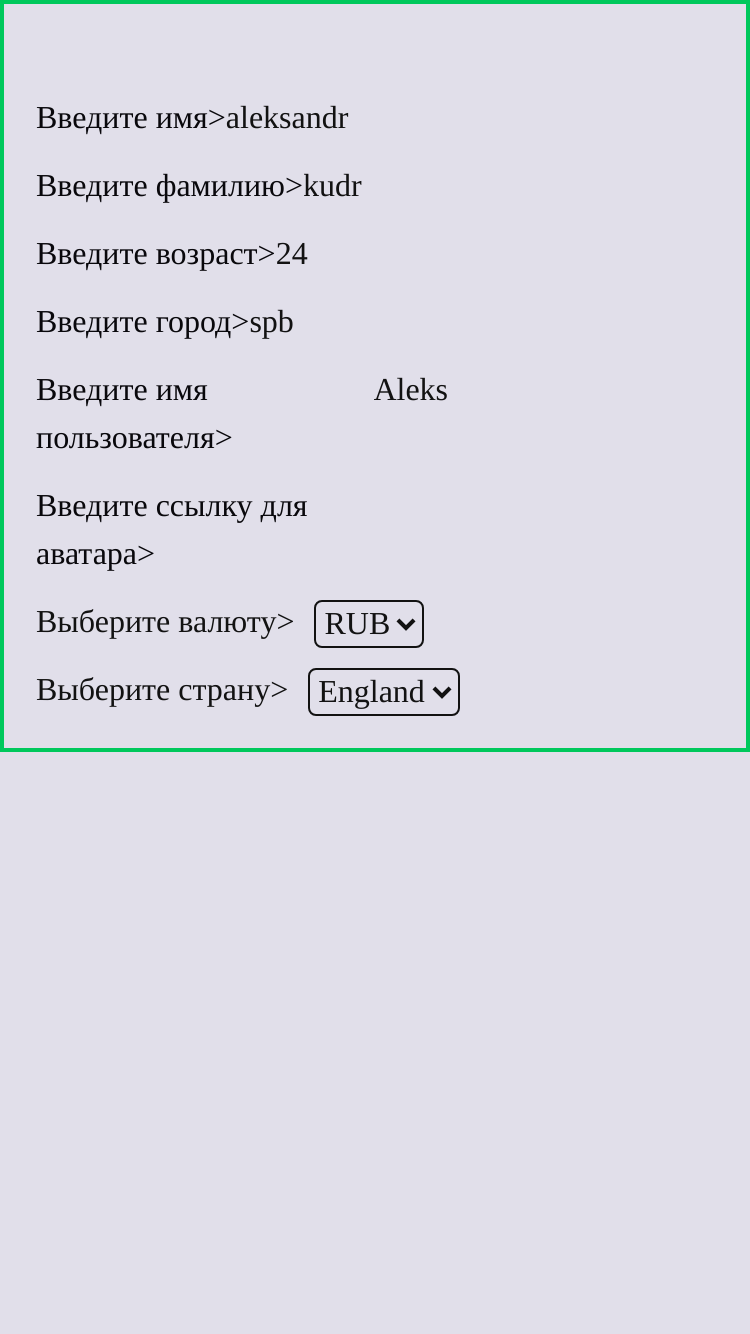 Введите имя>aleksandr
Введите фамилию>kudr
Введите возраст>24
Введите город>spb
Введите имя Aleks
пользователя>
Введите ссылку для
аватара>
Выберите валюту> RUB
Выберите страну> England